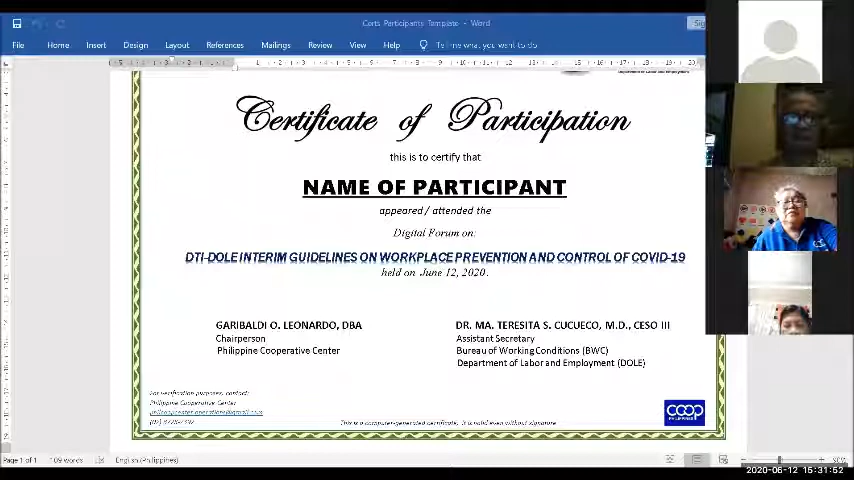 Certs Participants Template - Word
File Home Insert Design Layout References Mailings Review View Help Tell me what you want to do
Certificate of Participation
this is to certify that
NAME OF PARTICIPANT
appeared / attended the
Digital Forum on:
DTI-DOLE INTERIM GUIDELINES ON WORKPLACE PREVENTION AND CONTROL OF COVID-19
held on June 12, 2020.
GARIBALDI O. LEONARDO, DBA
Chairperson
Philippine Cooperative Center
DR. MA. TERESITA S. CUCUECO, M.D., CESO III
Assistant Secretary
Bureau of Working Conditions (BWC)
Department of Labor and Employment (DOLE)
For verification purposes, contact:
Philippine Cooperative Center
This is a computer-generated certificate, it is valid even without signature
COOP
PHILIPPINES
Page 1 of 1 109 words English (Philippines)
90%
2020-06-12 15:31:52